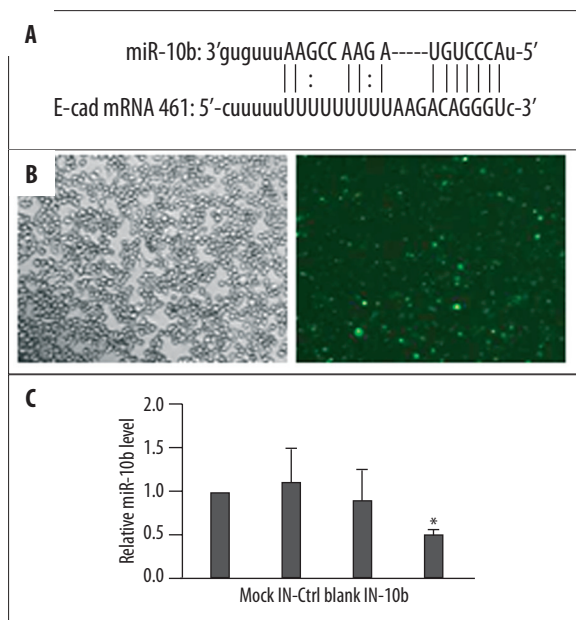 A
miR-10b: 3'guguuuAAGCC AAG A-----UGUCCCAu-5'
|| : || : | |||||||
E-cad mRNA 461: 5'-cuuuuuUUUUUUUUUUAAGACAGGGUc-3'
B
C
Relative miR-10b level
2.0
1.5
1.0
0.5
0.0
*
Mock IN-Ctrl blank IN-10b